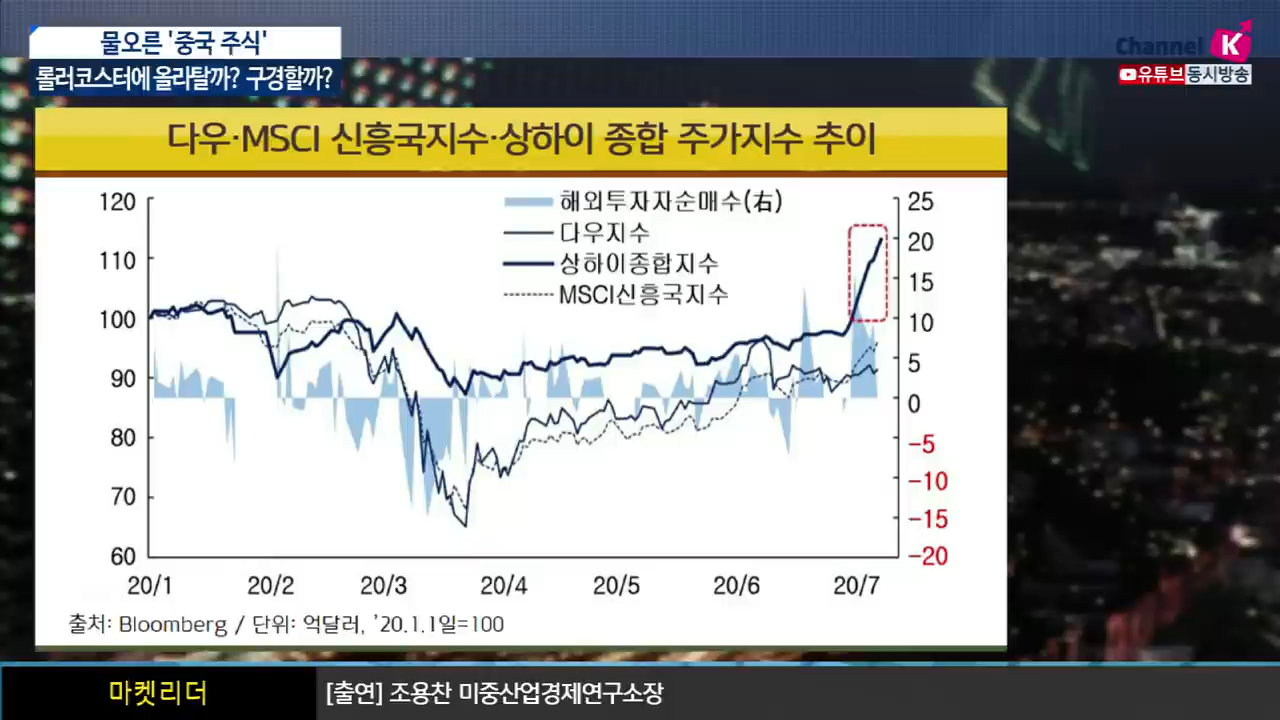 물오른 '중국 주식'
롤러코스터에 올라탈까? 구경할까?
Channel K
유튜브동시방송
다우·MSCI 신흥국지수·상하이 종합 주가지수 추이
120
110
100
90
80
70
60
해외투자자순매수(右)
다우지수
상하이종합지수
MSCI신흥국지수
25
20
15
10
5
0
-5
-10
-15
-20
20/1 20/2 20/3 20/4 20/5 20/6 20/7
출처: Bloomberg / 단위: 억달러, '20.1.1일=100
마켓리더
[출연] 조용찬 미중산업경제연구소장